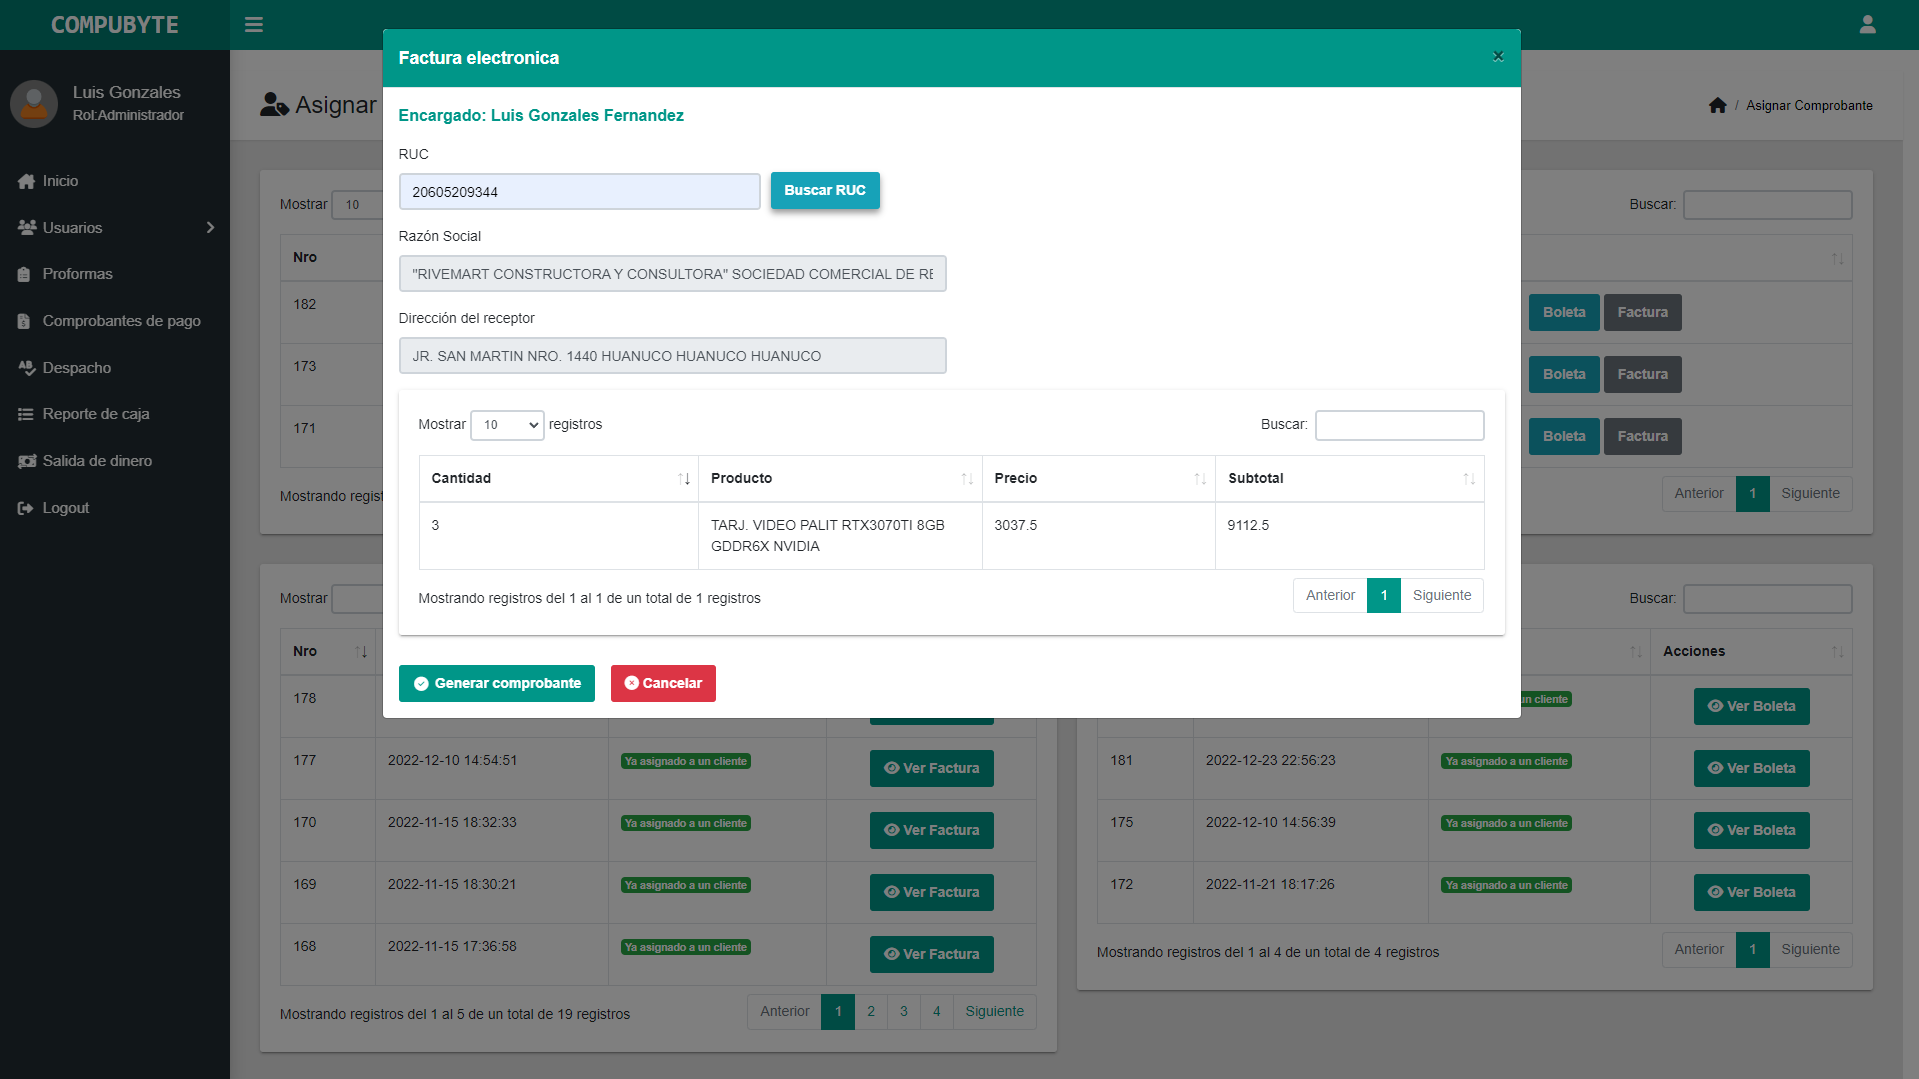 COMPUBYTE
Luis Gonzales
Rol:Administrador
Inicio
Usuarios
Proformas
Comprobantes de pago
Despacho
Reporte de caja
Salida de dinero
Logout
Asignar
/ Asignar Comprobante
Factura electronica
×
Encargado: Luis Gonzales Fernandez
RUC
20605209344
Buscar RUC
Razón Social
"RIVEMART CONSTRUCTORA Y CONSULTORA" SOCIEDAD COMERCIAL DE RE
Dirección del receptor
JR. SAN MARTIN NRO. 1440 HUANUCO HUANUCO HUANUCO
Mostrar 10 registros
Buscar:
Cantidad Producto Precio Subtotal
3 TARJ. VIDEO PALIT RTX3070TI 8GB 3037.5 9112.5
GDDR6X NVIDIA
Mostrando registros del 1 al 1 de un total de 1 registros
Anterior 1 Siguiente
Generar comprobante Cancelar
Mostrar 10
Buscar:
Nro
182 Boleta Factura
173 Boleta Factura
171 Boleta Factura
Mostrando regist
Anterior 1 Siguiente
Mostrar
Nro
178
177 2022-12-10 14:54:51 Ya asignado a un cliente Ver Factura
170 2022-11-15 18:32:33 Ya asignado a un cliente Ver Factura
169 2022-11-15 18:30:21 Ya asignado a un cliente Ver Factura
168 2022-11-15 17:36:58 Ya asignado a un cliente Ver Factura
Mostrando registros del 1 al 5 de un total de 19 registros
Anterior 1 2 3 4 Siguiente
Buscar:
Acciones
un cliente Ver Boleta
181 2022-12-23 22:56:23 Ya asignado a un cliente Ver Boleta
175 2022-12-10 14:56:39 Ya asignado a un cliente Ver Boleta
172 2022-11-21 18:17:26 Ya asignado a un cliente Ver Boleta
Mostrando registros del 1 al 4 de un total de 4 registros
Anterior 1 Siguiente